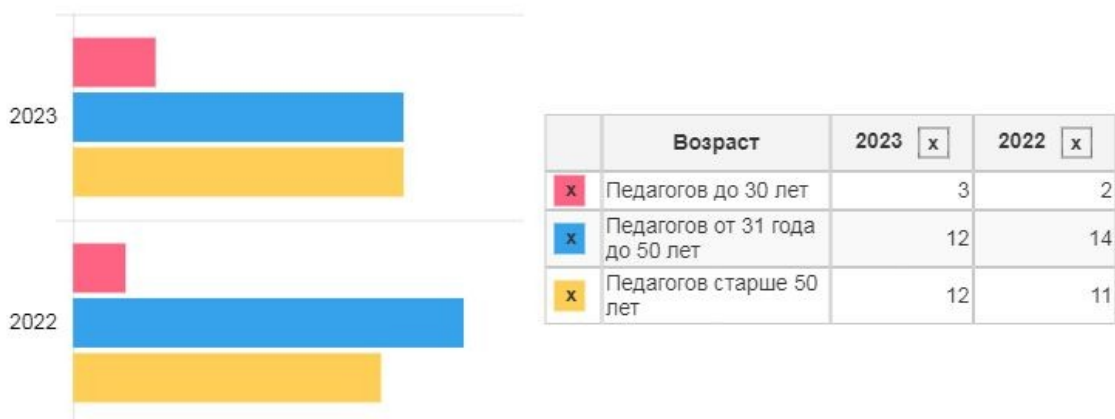 2023
2022
Возраст 2023 x 2022 x
x Педагогов до 30 лет 3 2
x Педагогов от 31 года
до 50 лет 12 14
x Педагогов старше 50
лет 12 11